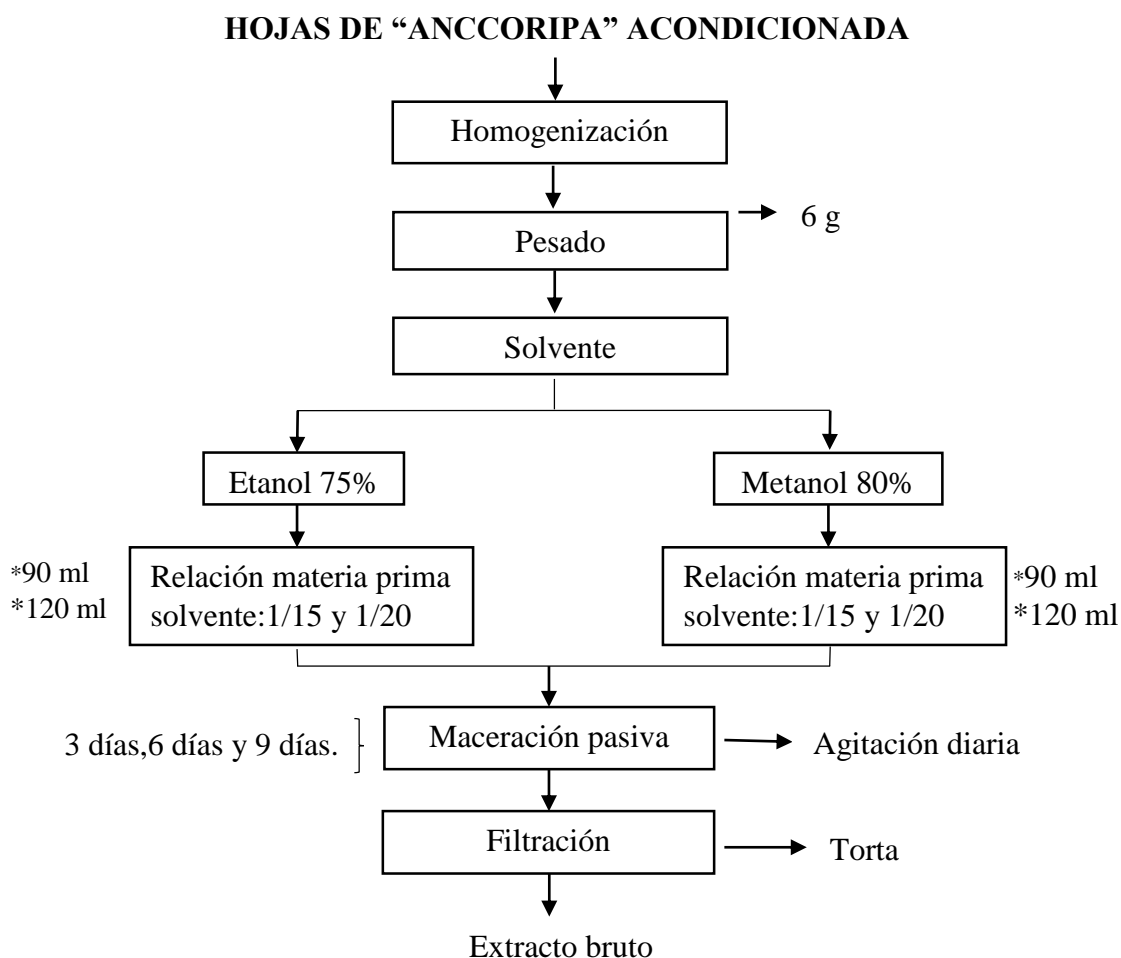 HOJAS DE “ANCCORIPA” ACONDICIONADA
Homogenización
6 g
Pesado
Solvente
Etanol 75%
Metanol 80%
*90 ml
*120 ml
Relación materia prima
solvente:1/15 y 1/20
Relación materia prima
solvente:1/15 y 1/20
*90 ml
*120 ml
3 días,6 días y 9 días.
Maceración pasiva
Agitación diaria
Filtración
Torta
Extracto bruto